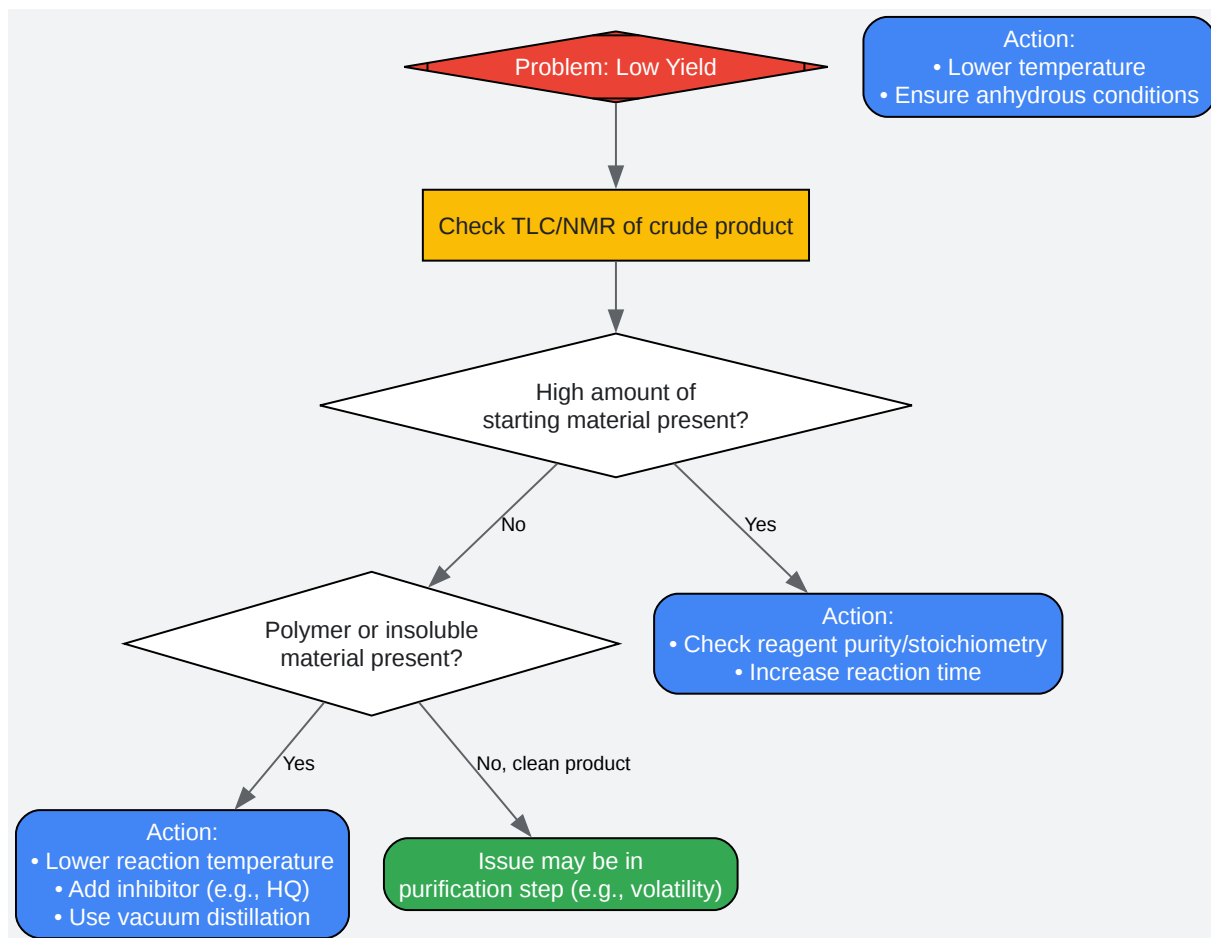 Problem: Low Yield
Action:
• Lower temperature
• Ensure anhydrous conditions
Check TLC/NMR of crude product
High amount of
starting material present?
No
Yes
Polymer or insoluble
material present?
Action:
• Check reagent purity/stoichiometry
• Increase reaction time
Yes
No, clean product
Action:
• Lower reaction temperature
• Add inhibitor (e.g., HQ)
• Use vacuum distillation
Issue may be in
purification step (e.g., volatility)